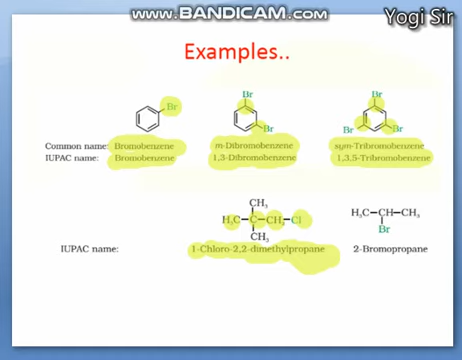 WWW.BANDICAM.COM
Yogi Sir
Examples..
Br
Br
Br
Br
Br
Br
Common name: Bromobenzene m-Dibromobenzene sym-Tribromobenzene
IUPAC name: Bromobenzene 1,3-Dibromobenzene 1,3,5-Tribromobenzene
CH₃
H₃C—C—CH₂—Cl H₃C—CH—CH₃
CH₃ Br
IUPAC name: 1-Chloro-2,2-dimethylpropane 2-Bromopropane